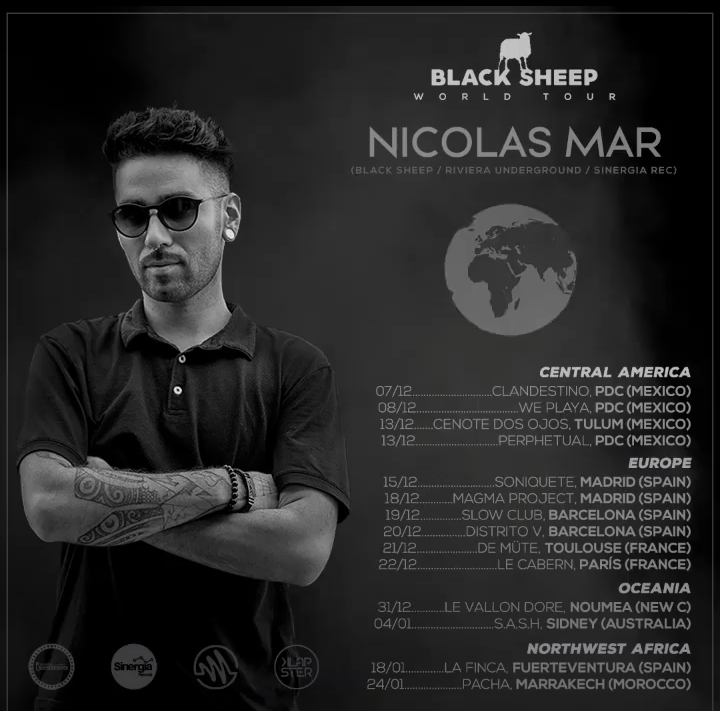 BLACK SHEEP
WORLD TOUR
NICOLAS MAR
(BLACK SHEEP / RIVIERA UNDERGROUND / SINERGIA REC)
CENTRAL AMERICA
07/12..........................CLANDESTINO, PDC (MEXICO)
08/12.................................WE PLAYA, PDC (MEXICO)
13/12......CENOTE DOS OJOS, TULUM (MEXICO)
13/12............................PERPHETUAL, PDC (MEXICO)
EUROPE
15/12..........................SONIQUETE, MADRID (SPAIN)
18/12...........MAGMA PROJECT, MADRID (SPAIN)
19/12...............SLOW CLUB, BARCELONA (SPAIN)
20/12..............DISTRITO V, BARCELONA (SPAIN)
21/12....................DE MÜTE, TOULOUSE (FRANCE)
22/12..........................LE CABERN, PARÍS (FRANCE)
OCEANIA
31/12...........LE VALLON DORE, NOUMEA (NEW C)
04/01......................S.A.S.H, SIDNEY (AUSTRALIA)
NORTHWEST AFRICA
18/01.............LA FINCA, FUERTEVENTURA (SPAIN)
24/01...................PACHA, MARRAKECH (MOROCCO)
Sinergia
KLAP
STER